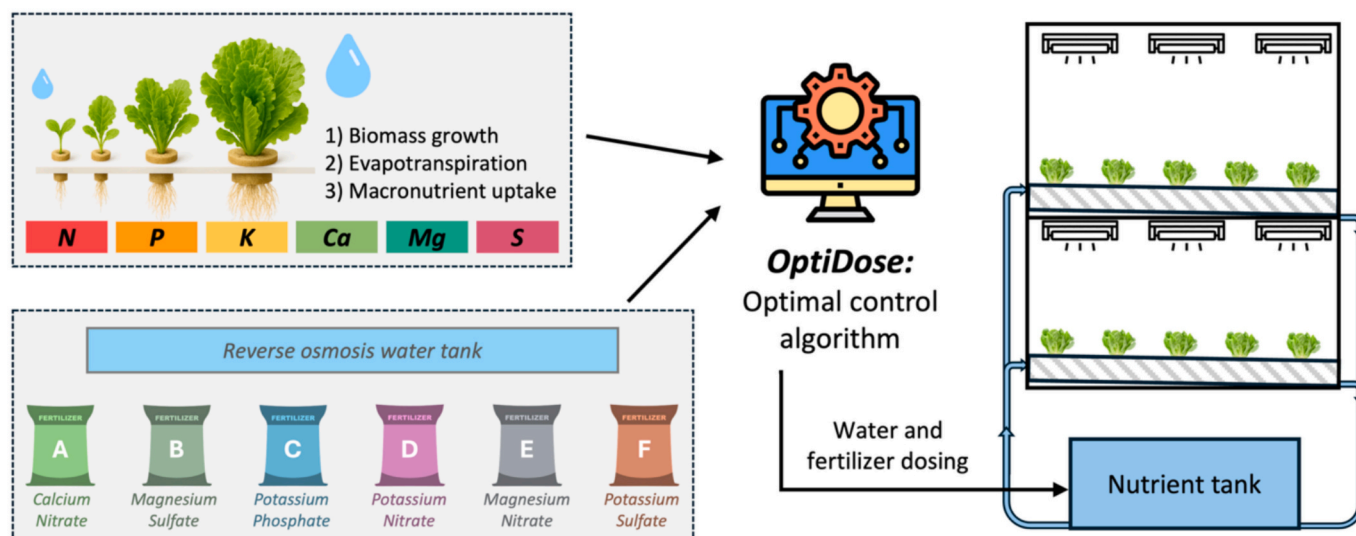 1) Biomass growth
2) Evapotranspiration
3) Macronutrient uptake
N P K Ca Mg S
Reverse osmosis water tank
FERTILIZER FERTILIZER FERTILIZER FERTILIZER FERTILIZER FERTILIZER
A B C D E F
Calcium Magnesium Potassium Potassium Magnesium Potassium
Nitrate Sulfate Phosphate Nitrate Nitrate Sulfate
OptiDose:
Optimal control
algorithm
Water and
fertilizer dosing
Nutrient tank